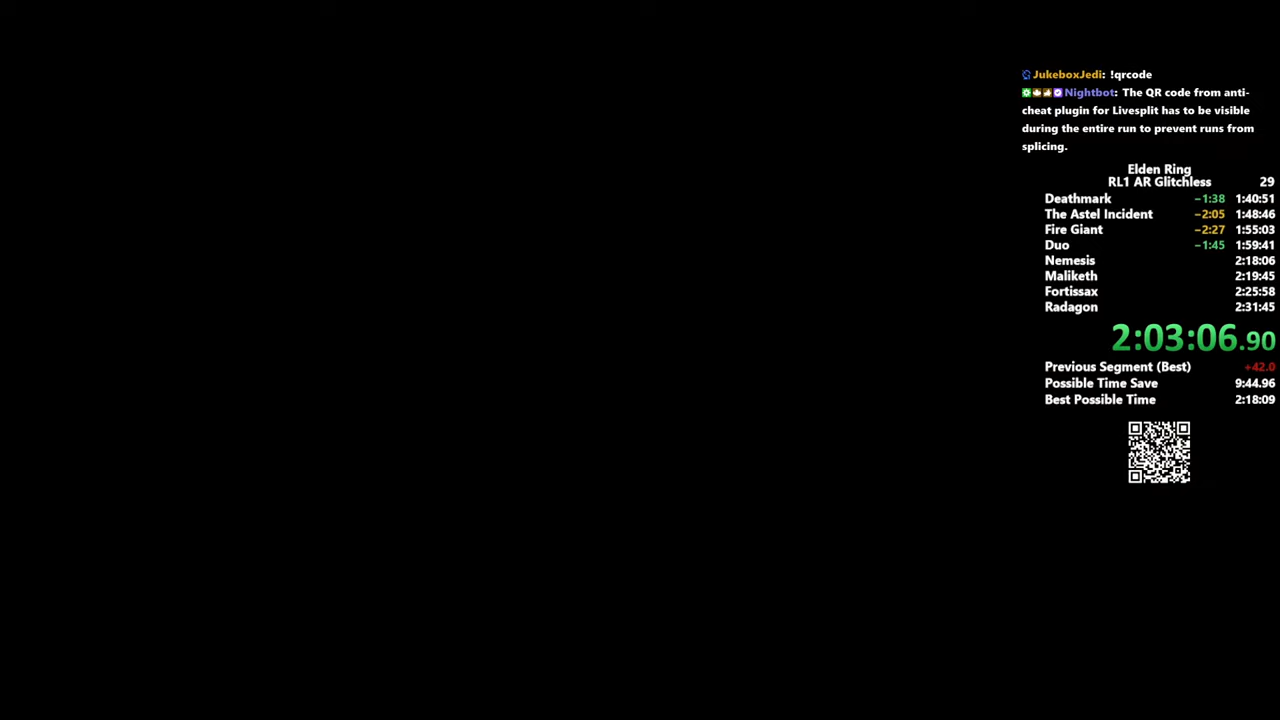 JukeboxJedi: !qrcode
Nightbot: The QR code from anti-
cheat plugin for Livesplit has to be visible
during the entire run to prevent runs from
splicing.
Elden Ring
RL1 AR Glitchless 29
Deathmark −1:38 1:40:51
The Astel Incident −2:05 1:48:46
Fire Giant −2:27 1:55:03
Duo −1:45 1:59:41
Nemesis 2:18:06
Maliketh 2:19:45
Fortissax 2:25:58
Radagon 2:31:45
2:03:06.90
Previous Segment (Best) +42.0
Possible Time Save 9:44.96
Best Possible Time 2:18:09